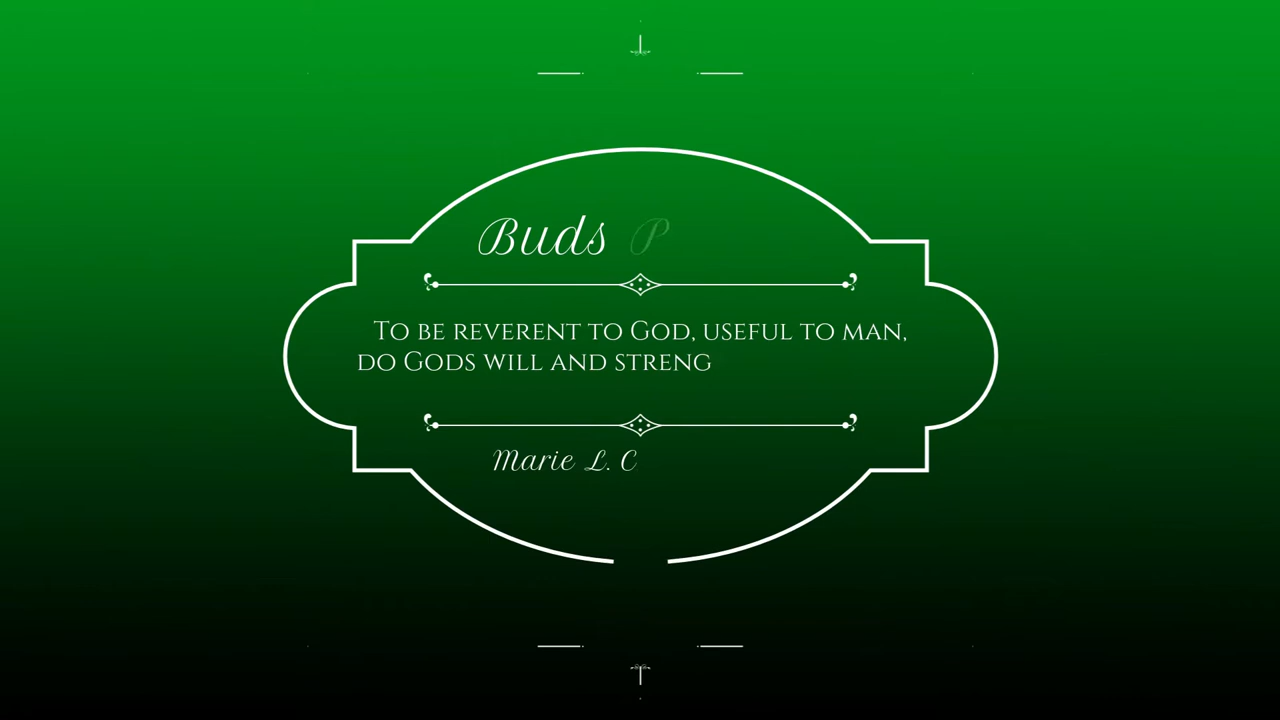 Buds P
To be reverent to God, useful to man,
do Gods will and streng
Marie L. C